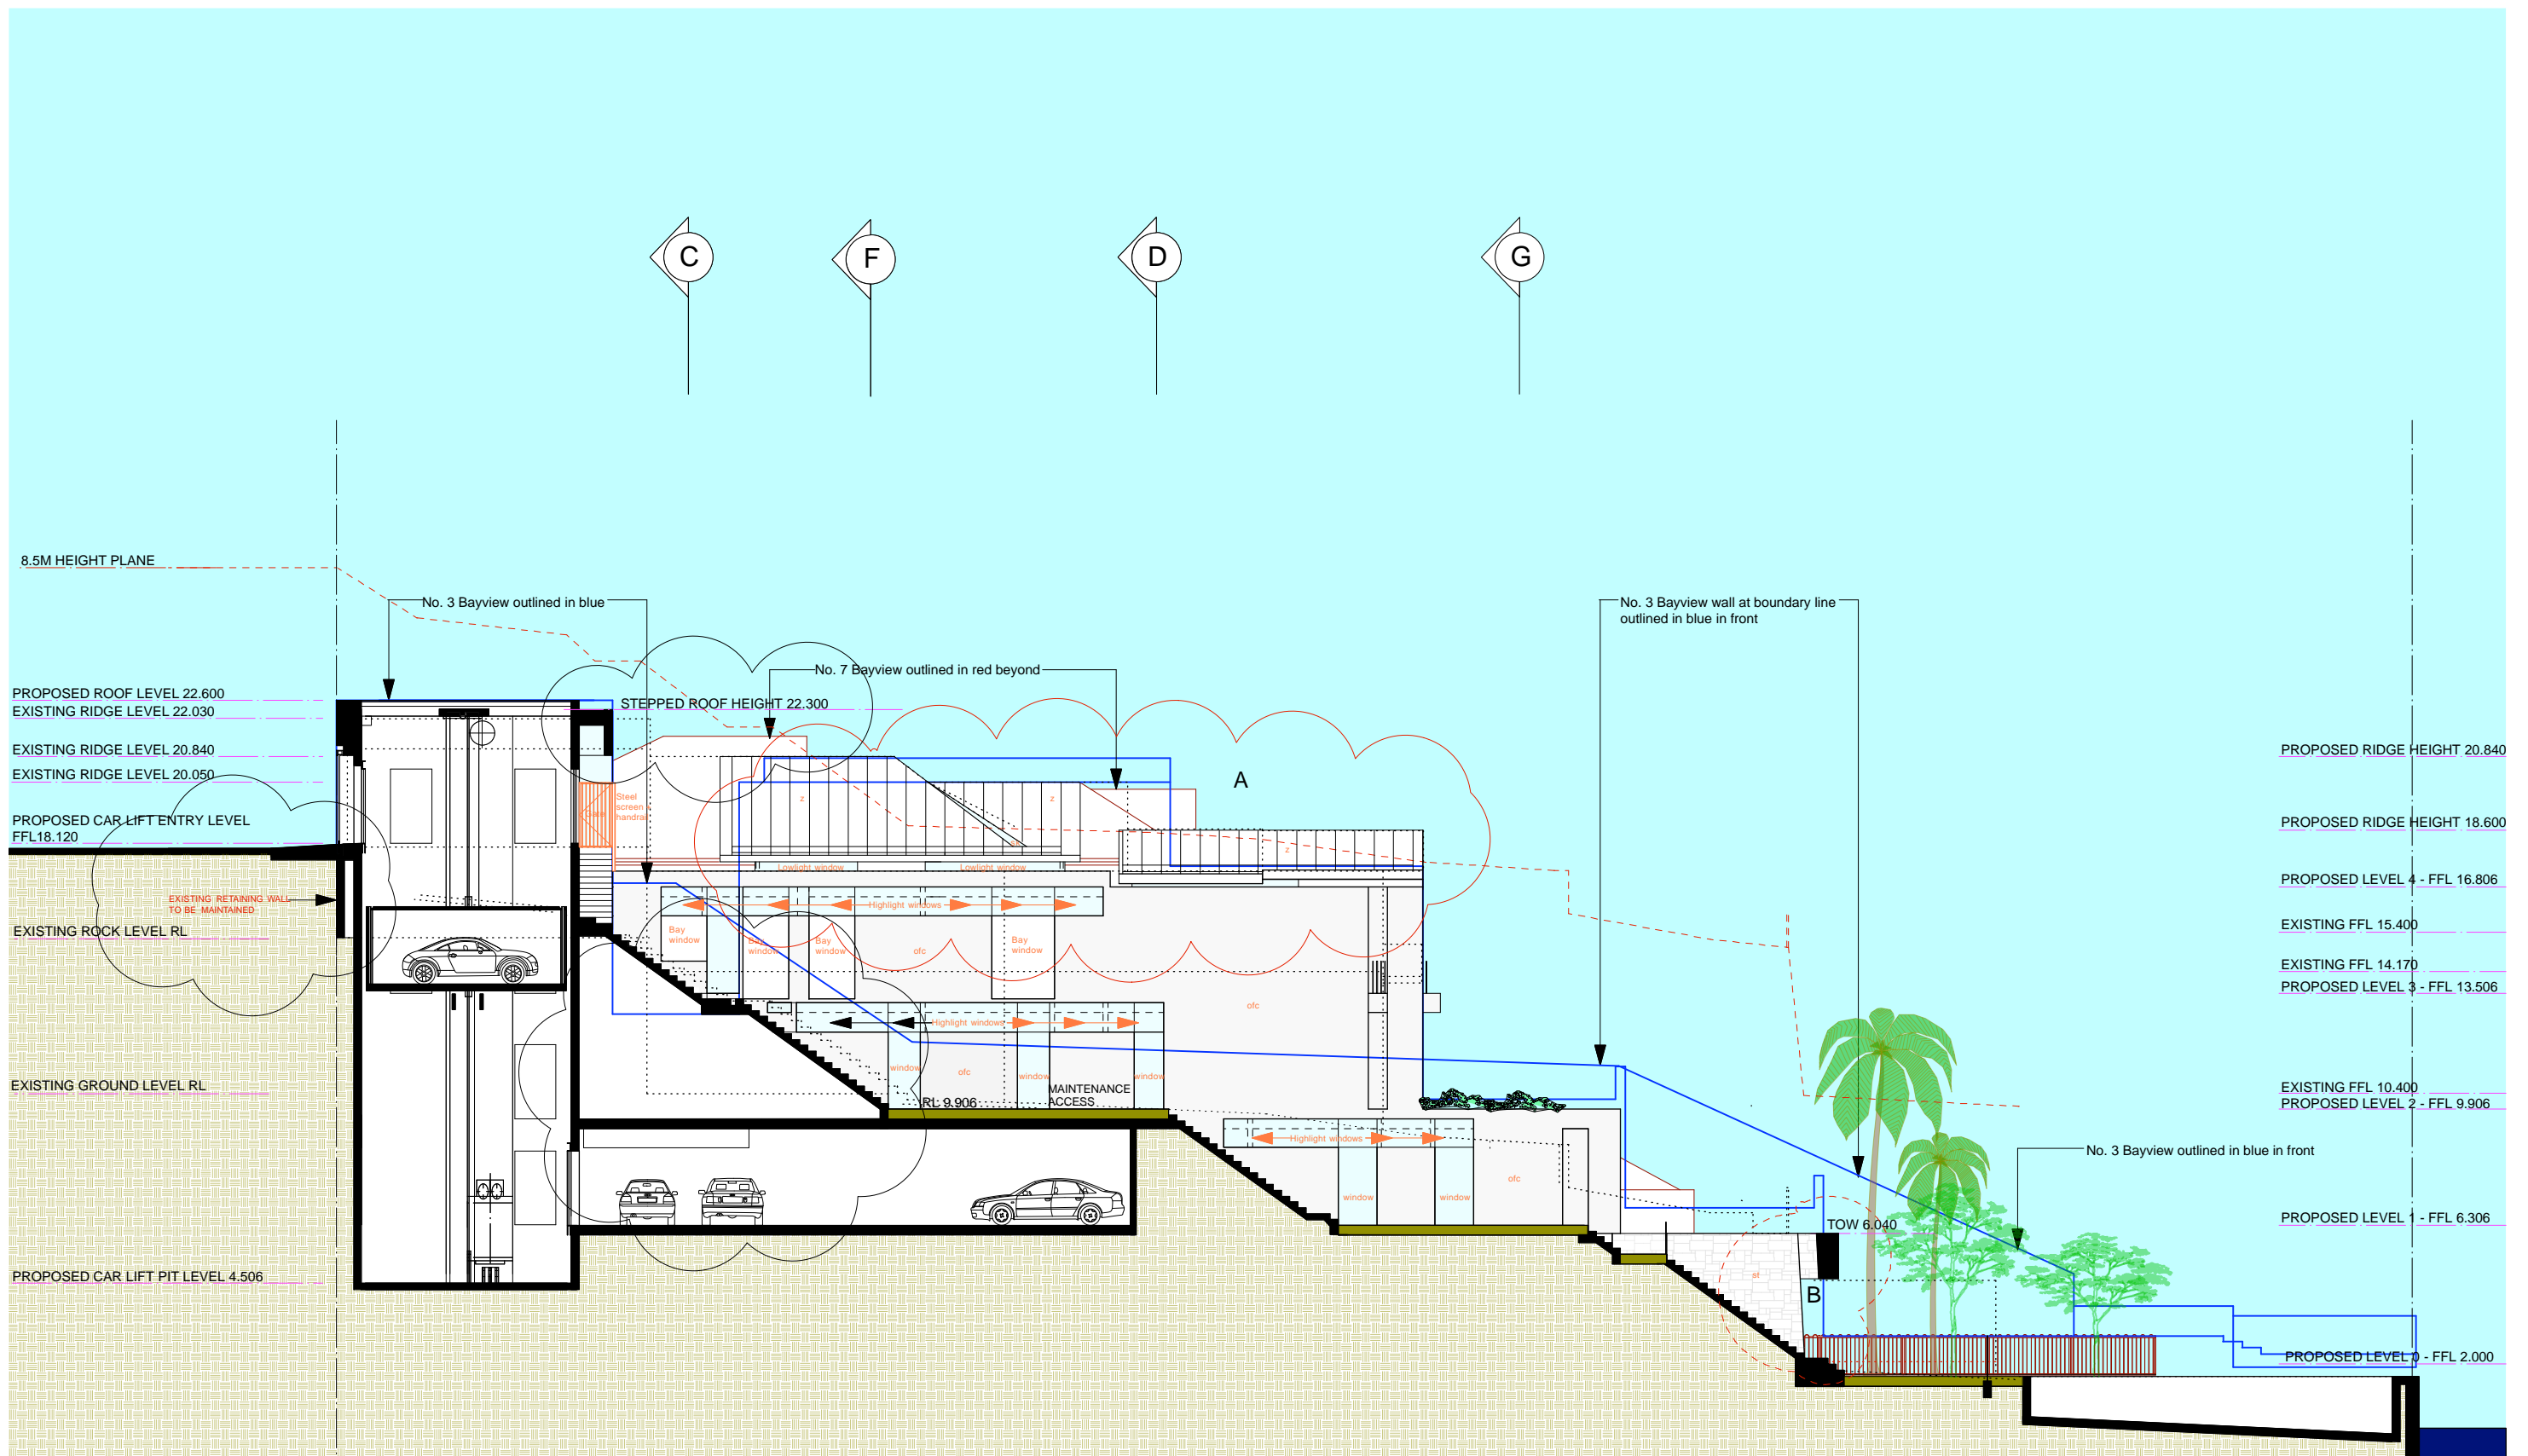 C
F
D
G
8.5M HEIGHT PLANE
No. 3 Bayview outlined in blue
No. 3 Bayview wall at boundary line
outlined in blue in front
No. 7 Bayview outlined in red beyond
PROPOSED ROOF LEVEL 22.600
STEPPED ROOF HEIGHT 22.300
EXISTING RIDGE LEVEL 22.030
EXISTING RIDGE LEVEL 20.840
PROPOSED RIDGE HEIGHT 20.840
EXISTING RIDGE LEVEL 20.050
A
Steel
screen
handrail
Gate
z
z
PROPOSED CAR LIFT ENTRY LEVEL
FFL18.120
PROPOSED RIDGE HEIGHT 18.600
z
Lowlight window
Lowlight window
PROPOSED LEVEL 4 - FFL 16.806
EXISTING RETAINING WALL
TO BE MAINTAINED
Highlight windows
EXISTING ROCK LEVEL RL
EXISTING FFL 15.400
Bay
window
Bay
window
Bay
window
ofc
Bay
window
EXISTING FFL 14.170
PROPOSED LEVEL 3 - FFL 13.506
ofc
Highlight windows
window
ofc
window
window
EXISTING GROUND LEVEL RL
MAINTENANCE
ACCESS
RL 9.906
EXISTING FFL 10.400
PROPOSED LEVEL 2 - FFL 9.906
Highlight windows
No. 3 Bayview outlined in blue in front
ofc
window
window
TOW 6.040
PROPOSED LEVEL 1 - FFL 6.306
PROPOSED CAR LIFT PIT LEVEL 4.506
st
B
PROPOSED LEVEL 0 - FFL 2.000